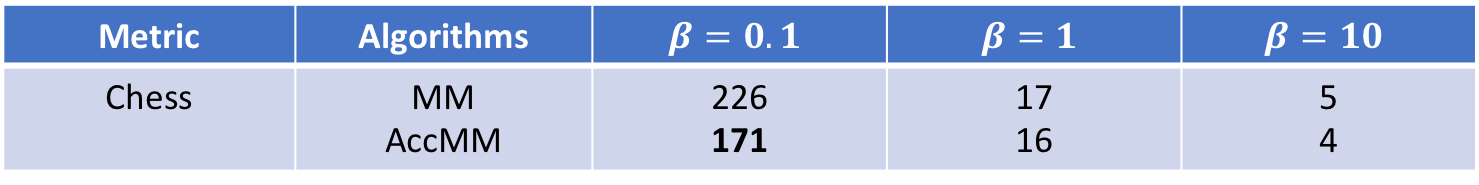 Metric Algorithms β = 0.1 β = 1 β = 10
Chess MM 226 17 5
AccMM 171 16 4